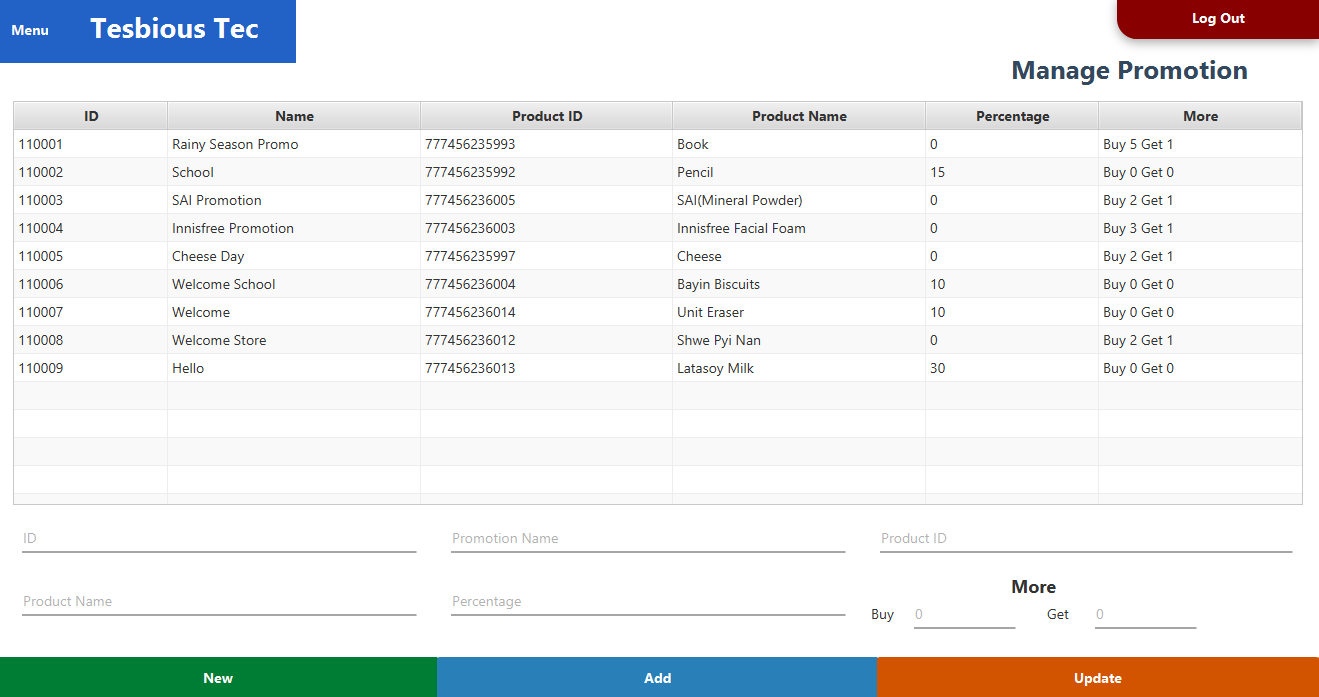 Menu Tesbious Tec Log Out
Manage Promotion
ID Name Product ID Product Name Percentage More
110001 Rainy Season Promo 777456235993 Book 0 Buy 5 Get 1
110002 School 777456235992 Pencil 15 Buy 0 Get 0
110003 SAI Promotion 777456236005 SAI(Mineral Powder) 0 Buy 2 Get 1
110004 Innisfree Promotion 777456236003 Innisfree Facial Foam 0 Buy 3 Get 1
110005 Cheese Day 777456235997 Cheese 0 Buy 2 Get 1
110006 Welcome School 777456236004 Bayin Biscuits 10 Buy 0 Get 0
110007 Welcome 777456236014 Unit Eraser 10 Buy 0 Get 0
110008 Welcome Store 777456236012 Shwe Pyi Nan 0 Buy 2 Get 1
110009 Hello 777456236013 Latasoy Milk 30 Buy 0 Get 0
ID Promotion Name Product ID
More
Product Name Percentage
Buy 0 Get 0
New Add Update